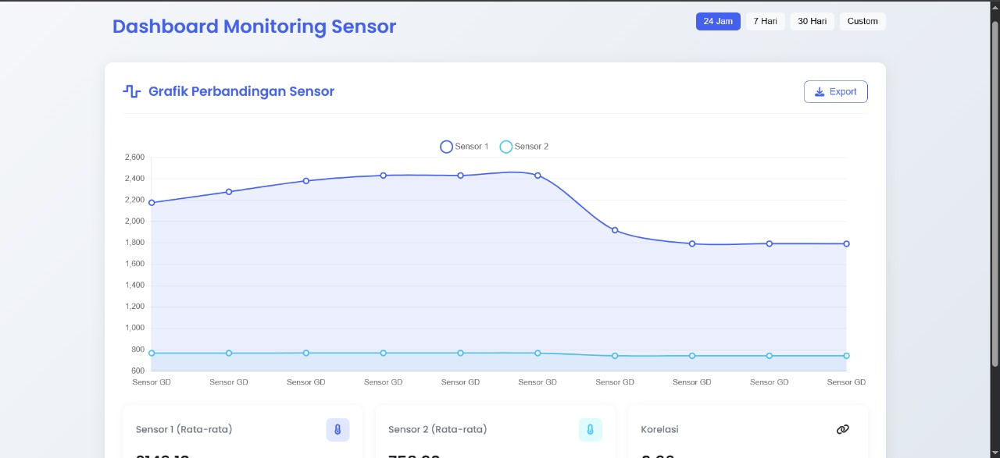 Dashboard Monitoring Sensor
24 Jam 7 Hari 30 Hari Custom
Grafik Perbandingan Sensor
Export
Sensor 1 Sensor 2
2,600
2,400
2,200
2,000
1,800
1,600
1,400
1,200
1,000
800
600
Sensor GD Sensor GD Sensor GD Sensor GD Sensor GD Sensor GD Sensor GD Sensor GD Sensor GD Sensor GD
Sensor 1 (Rata-rata) Sensor 2 (Rata-rata) Korelasi